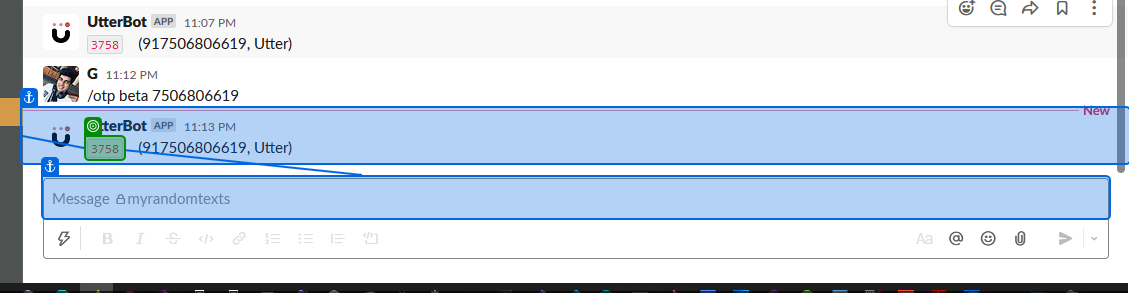 UtterBot APP 11:07 PM
3758 (917506806619, Utter)
G 11:12 PM
/otp beta 7506806619
New
tterBot APP 11:13 PM
3758 (917506806619, Utter)
Message myrandomtexts
B I S </> Aa @